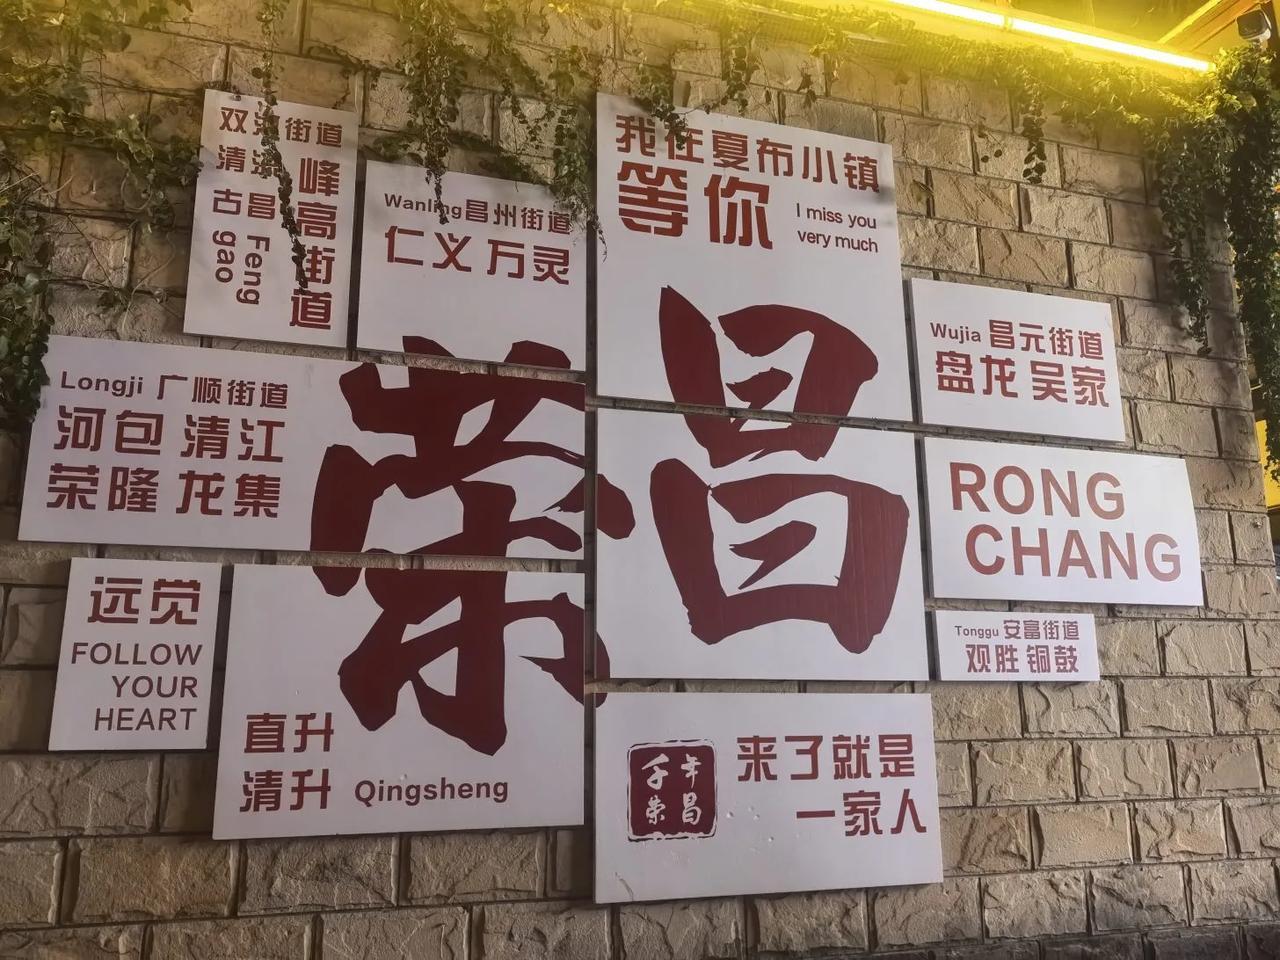 双河街道
清流
古昌
峰高街道
Feng
gao
Wanling昌州街道
仁义万灵
我在夏布小镇
等你
I miss you
very much
Wujia 昌元街道
盘龙 吴家
Longji 广顺街道
河包 清江
荣隆 龙集
荣昌
RONG
CHANG
远觉
FOLLOW
YOUR
HEART
直升
清升 Qingsheng
Tonggu 安富街道
观胜 铜鼓
千年
荣昌
来了就是
一家人